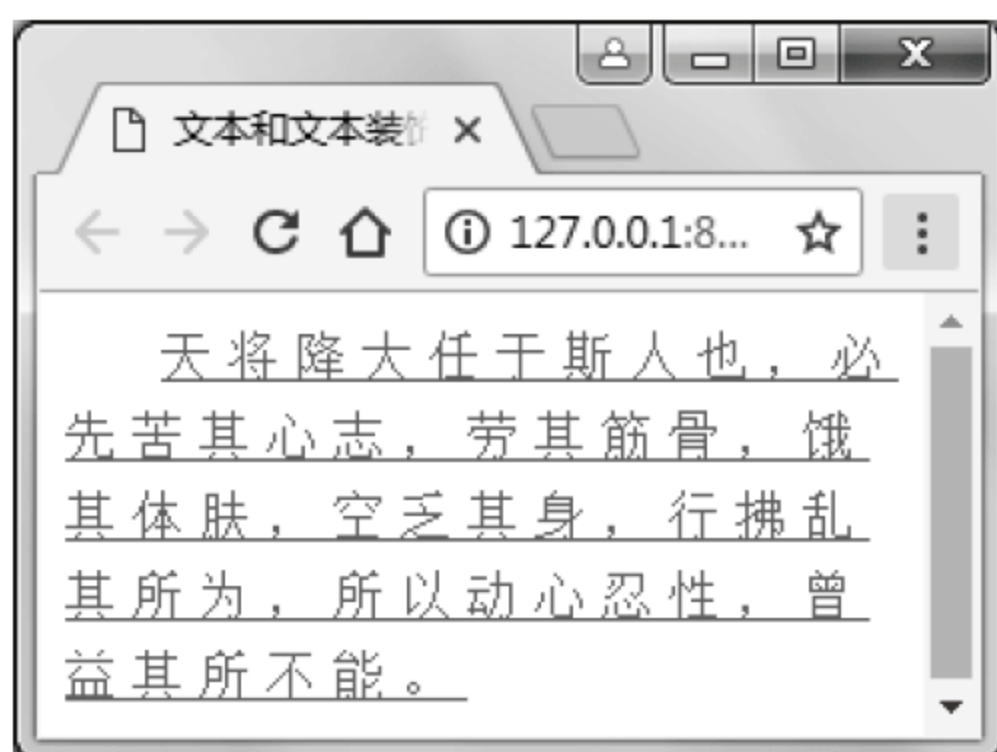 文本和文本装饰
127.0.0.1:8...
天将降大任于斯人也，必
先苦其心志，劳其筋骨，饿
其体肤，空乏其身，行拂乱
其所为，所以动心忍性，曾
益其所不能。